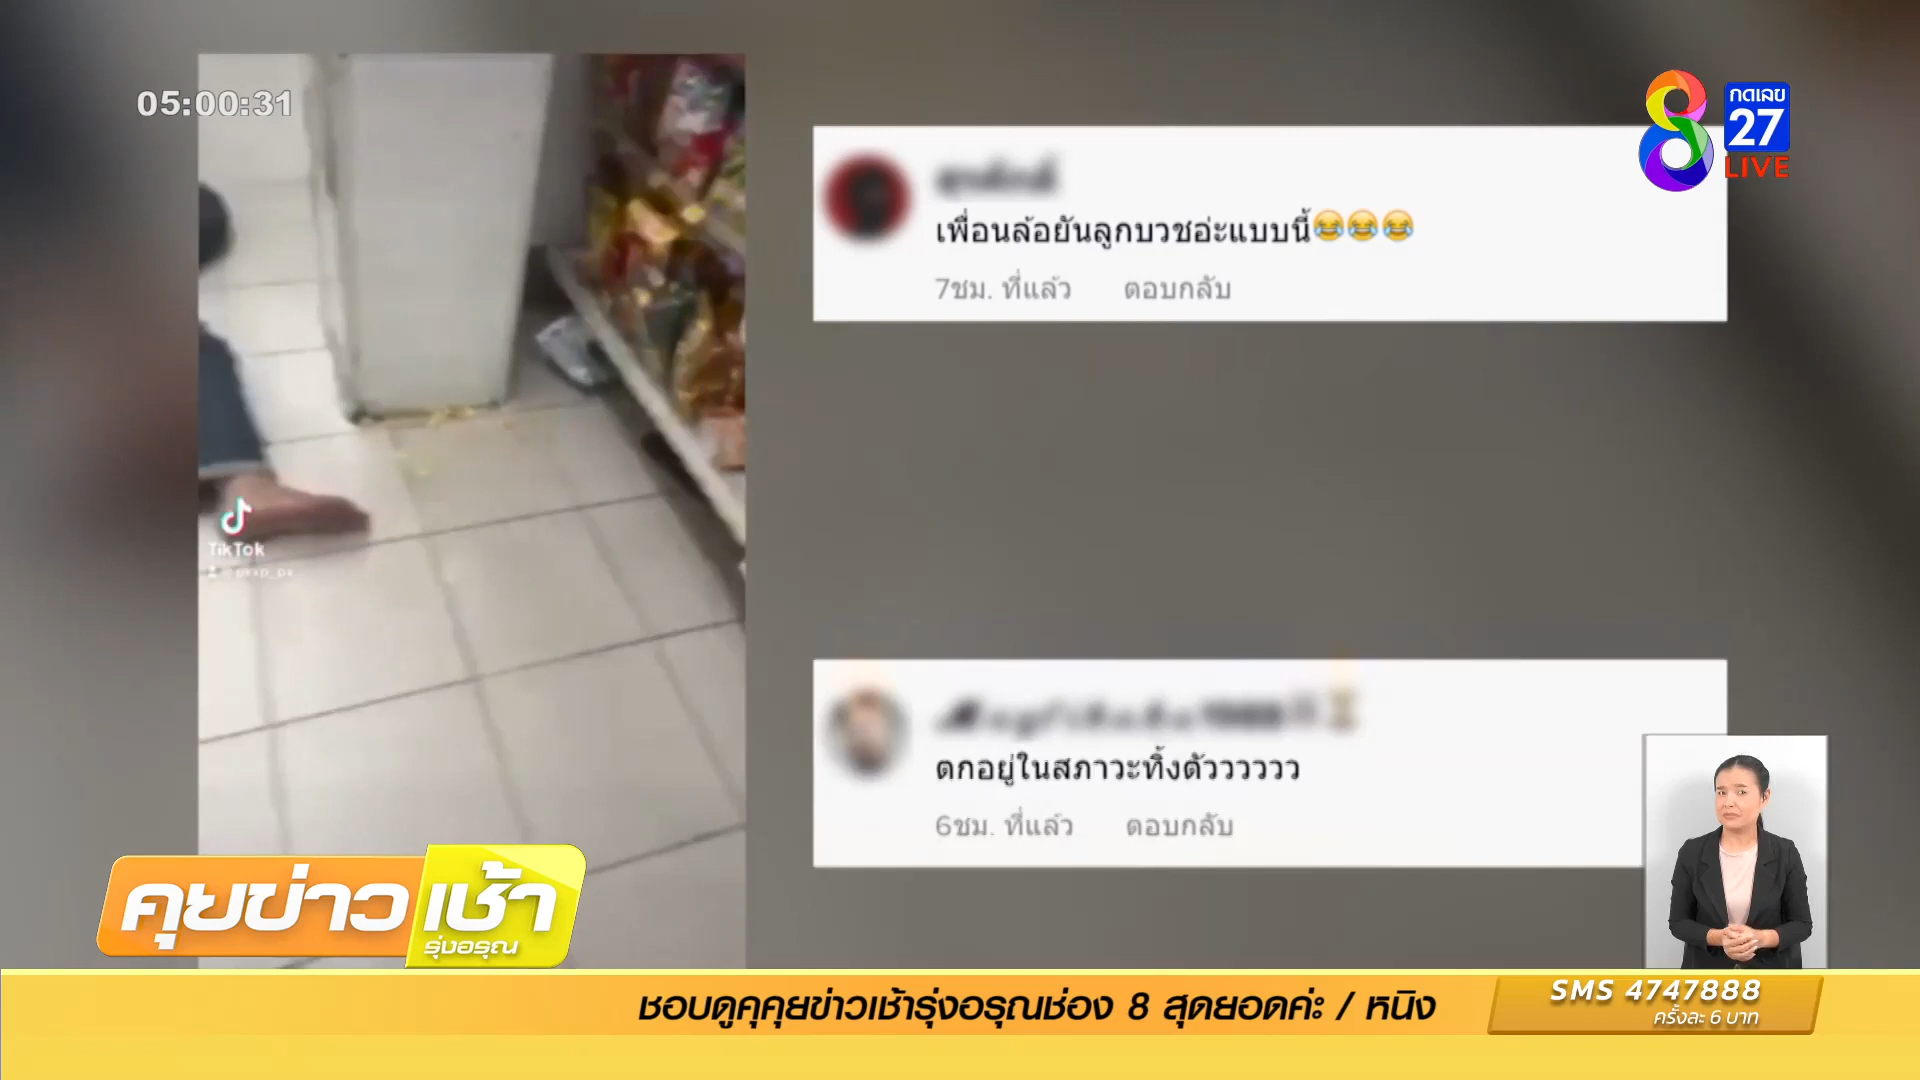 05:00:31
กดเลข
27
LIVE
เพื่อนล้อยันลูกบวชอ่ะแบบนี้😂😂😂
7ชม. ที่แล้ว ตอบกลับ
TikTok
ตกอยู่ในสภาวะทิ้งตัวววววว
6ชม. ที่แล้ว ตอบกลับ
คุยข่าวเช้า
รุ่งอรุณ
ชอบดูคุคุยข่าวเช้ารุ่งอรุณช่อง 8 สุดยอดค่ะ / หนิง
SMS 4747888
ครั้งละ 6 บาท